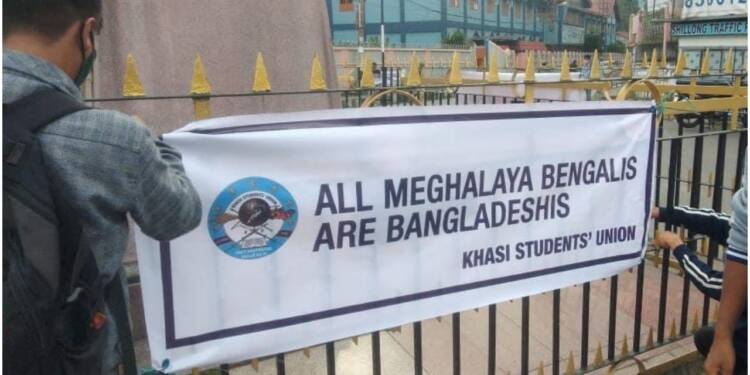 SHILLONG TRAFFIC
ALL MEGHALAYA BENGALIS
ARE BANGLADESHIS
KHASI STUDENTS' UNION